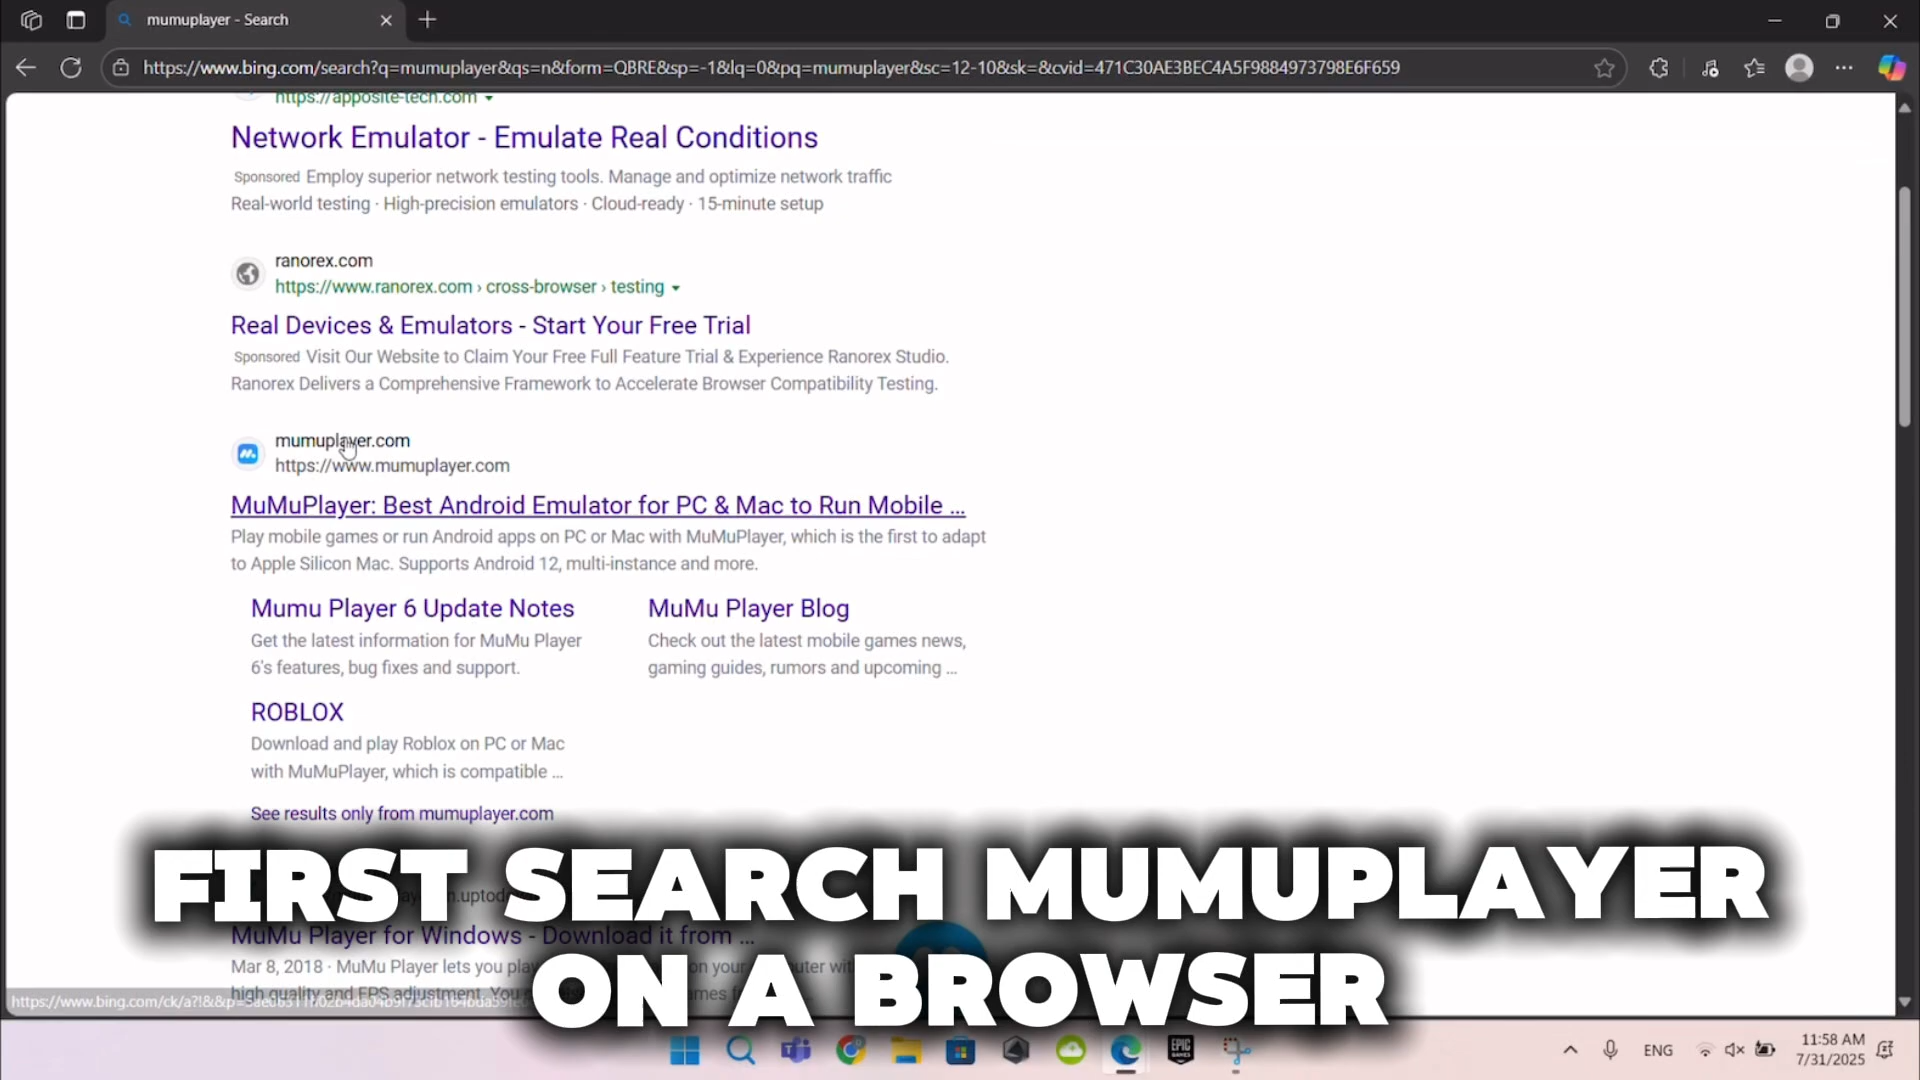 mumuplayer - Search
https://www.bing.com/search?q=mumuplayer&qs=n&form=QBRE&sp=-1&lq=0&pq=mumuplayer&sc=12-10&sk=&cvid=471C30AE3BEC4A5F9884973798E6F659
https://apposite-tech.com
Network Emulator - Emulate Real Conditions
Sponsored Employ superior network testing tools. Manage and optimize network traffic
Real-world testing · High-precision emulators · Cloud-ready · 15-minute setup
ranorex.com
https://www.ranorex.com › cross-browser › testing
Real Devices & Emulators - Start Your Free Trial
Sponsored Visit Our Website to Claim Your Free Full Feature Trial & Experience Ranorex Studio.
Ranorex Delivers a Comprehensive Framework to Accelerate Browser Compatibility Testing.
mumuplayer.com
https://www.mumuplayer.com
MuMuPlayer: Best Android Emulator for PC & Mac to Run Mobile ...
Play mobile games or run Android apps on PC or Mac with MuMuPlayer, which is the first to adapt
to Apple Silicon Mac. Supports Android 12, multi-instance and more.
Mumu Player 6 Update Notes
Get the latest information for MuMu Player
6's features, bug fixes and support.
MuMu Player Blog
Check out the latest mobile games news,
gaming guides, rumors and upcoming ...
ROBLOX
Download and play Roblox on PC or Mac
with MuMuPlayer, which is compatible ...
See results only from mumuplayer.com
FIRST SEARCH MUMUPLAYER
MuMu Player for Windows - Download it from ...
Mar 8, 2018 · MuMu Player lets you
high quality and FPS adjustment. You
ON A BROWSER
EPIC GAMES
ENG
11:58 AM
7/31/2025